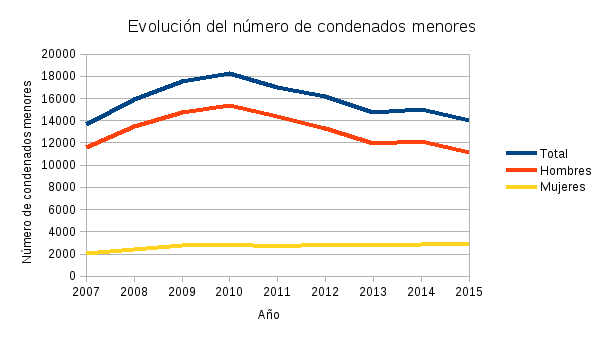 Evolución del número de condenados menores
20000
18000
16000
14000
12000
10000
8000
6000
4000
2000
0
Número de condenados menores
2007 2008 2009 2010 2011 2012 2013 2014 2015
Año
Total
Hombres
Mujeres